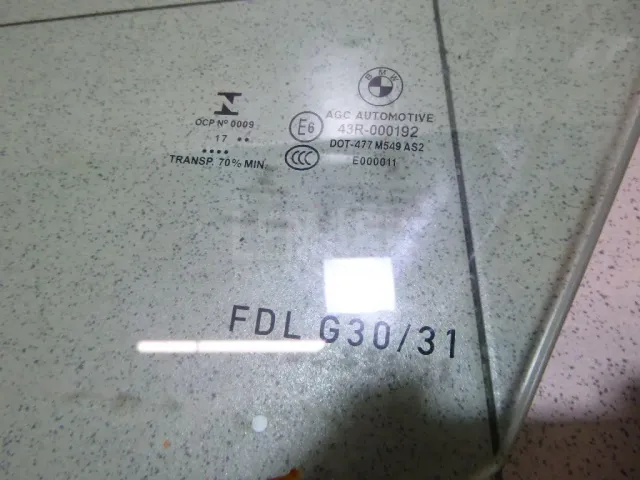 BMW
AGC AUTOMOTIVE
OCP Nº 0009
E6
43R-000192
17
DOT-477 M549 AS2
TRANSP. 70% MIN
CCC
E000011
FDL G30/31